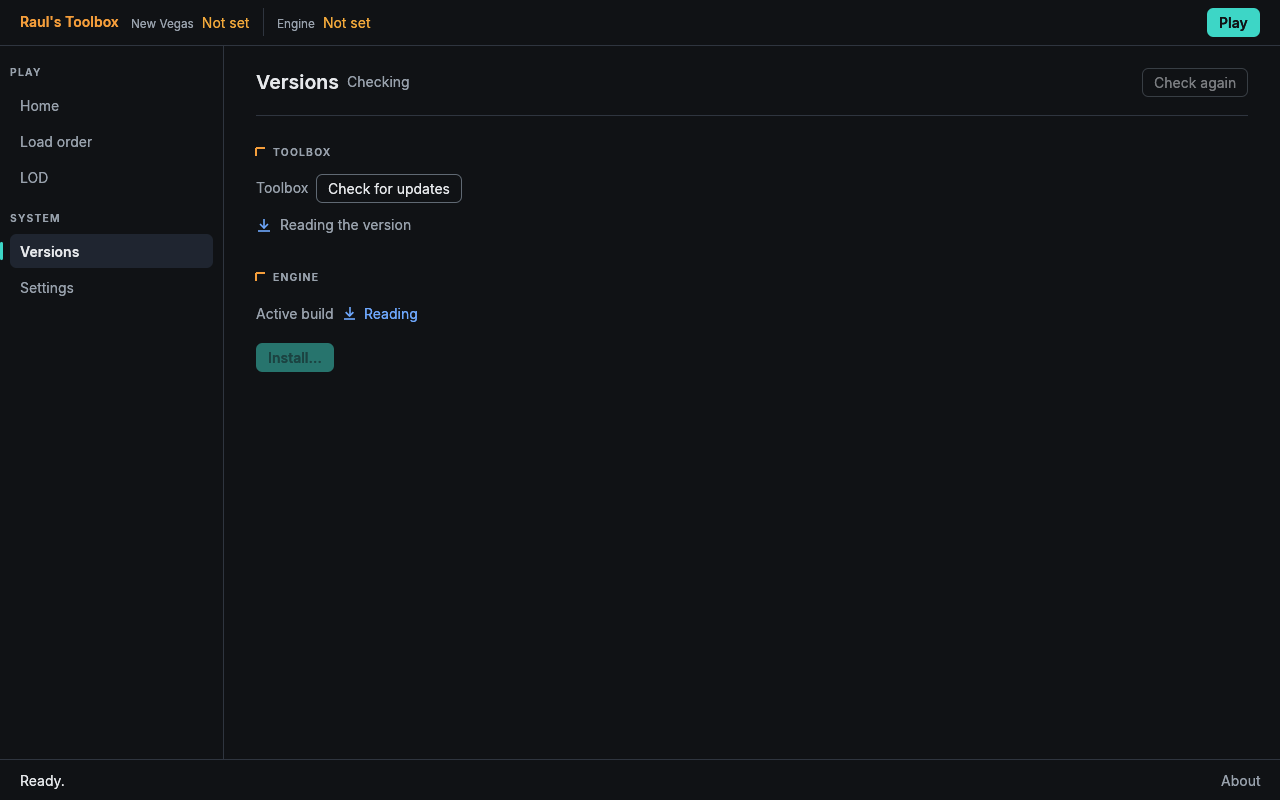 Raul's Toolbox New Vegas Not set Engine Not set Play
PLAY
Home
Load order
LOD
SYSTEM
Versions
Settings
Versions Checking Check again
TOOLBOX
Toolbox Check for updates
Reading the version
ENGINE
Active build Reading
Install...
Ready. About